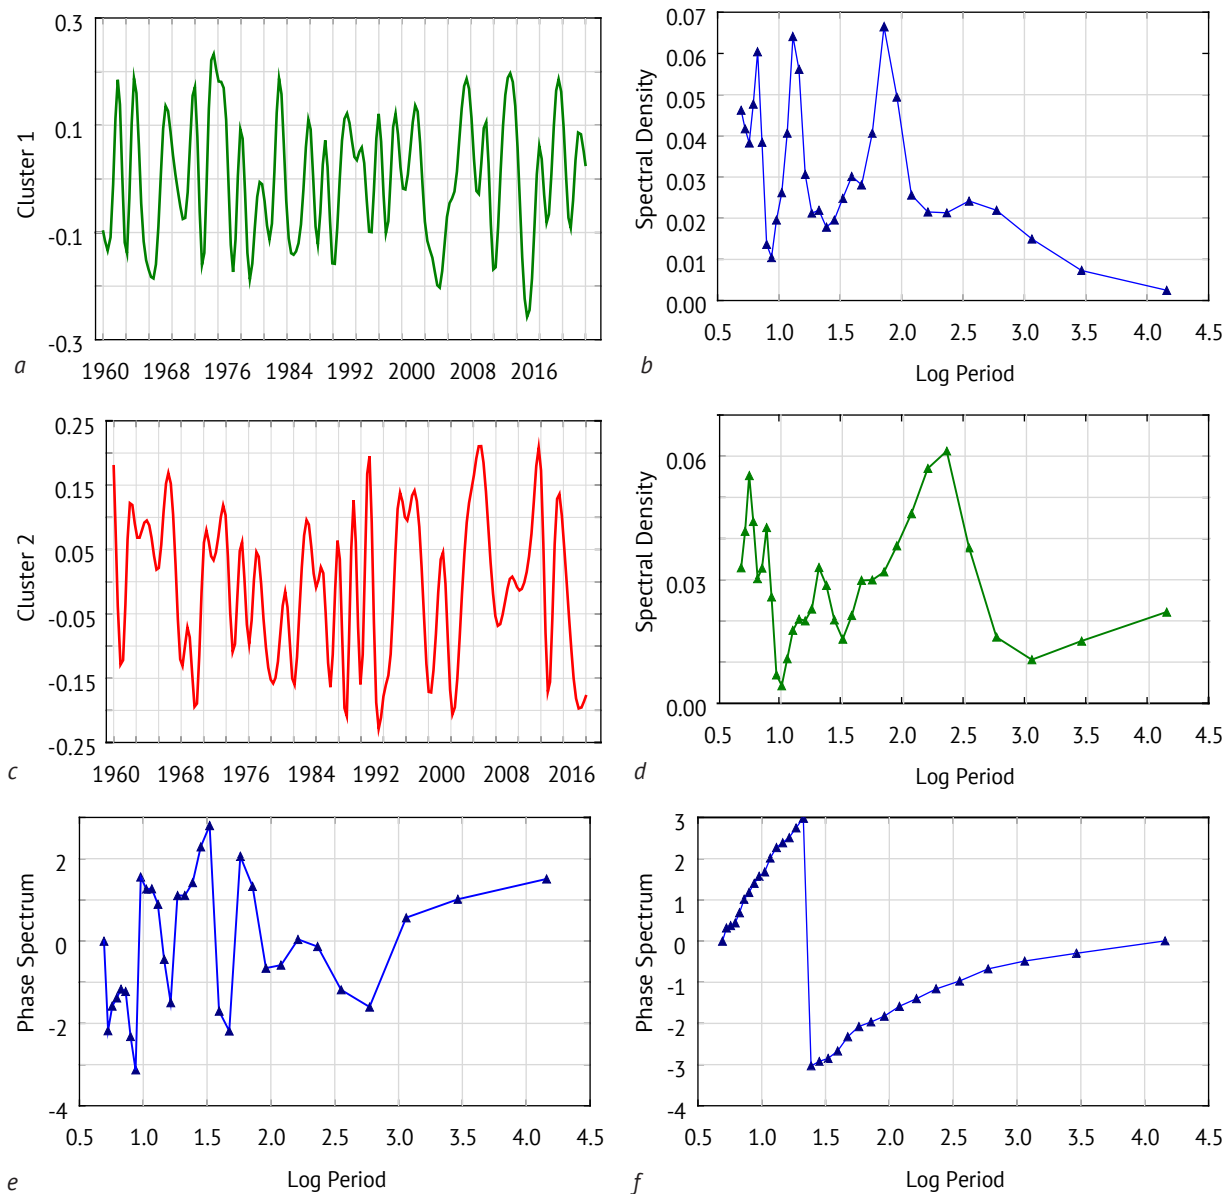 0.3
0.1
-0.1
-0.3
Cluster 1
1960 1968 1976 1984 1992 2000 2008 2016
a
0.07
0.06
0.05
0.04
0.03
0.02
0.01
0.00
Spectral Density
0.5 1.0 1.5 2.0 2.5 3.0 3.5 4.0 4.5
Log Period
b
0.25
0.15
0.05
-0.05
-0.15
-0.25
Cluster 2
1960 1968 1976 1984 1992 2000 2008 2016
c
0.06
0.03
0.00
Spectral Density
0.5 1.0 1.5 2.0 2.5 3.0 3.5 4.0 4.5
Log Period
d
2
0
-2
-4
Phase Spectrum
0.5 1.0 1.5 2.0 2.5 3.0 3.5 4.0 4.5
Log Period
e
3
2
1
0
-1
-2
-3
-4
Phase Spectrum
0.5 1.0 1.5 2.0 2.5 3.0 3.5 4.0 4.5
Log Period
f